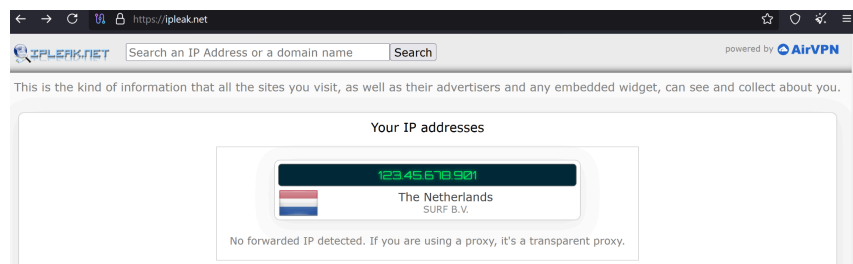 https://ipleak.net
IPLEAK.NET Search an IP Address or a domain name Search powered by AirVPN
This is the kind of information that all the sites you visit, as well as their advertisers and any embedded widget, can see and collect about you.
Your IP addresses
123.45.678.901
The Netherlands
SURF B.V.
No forwarded IP detected. If you are using a proxy, it's a transparent proxy.